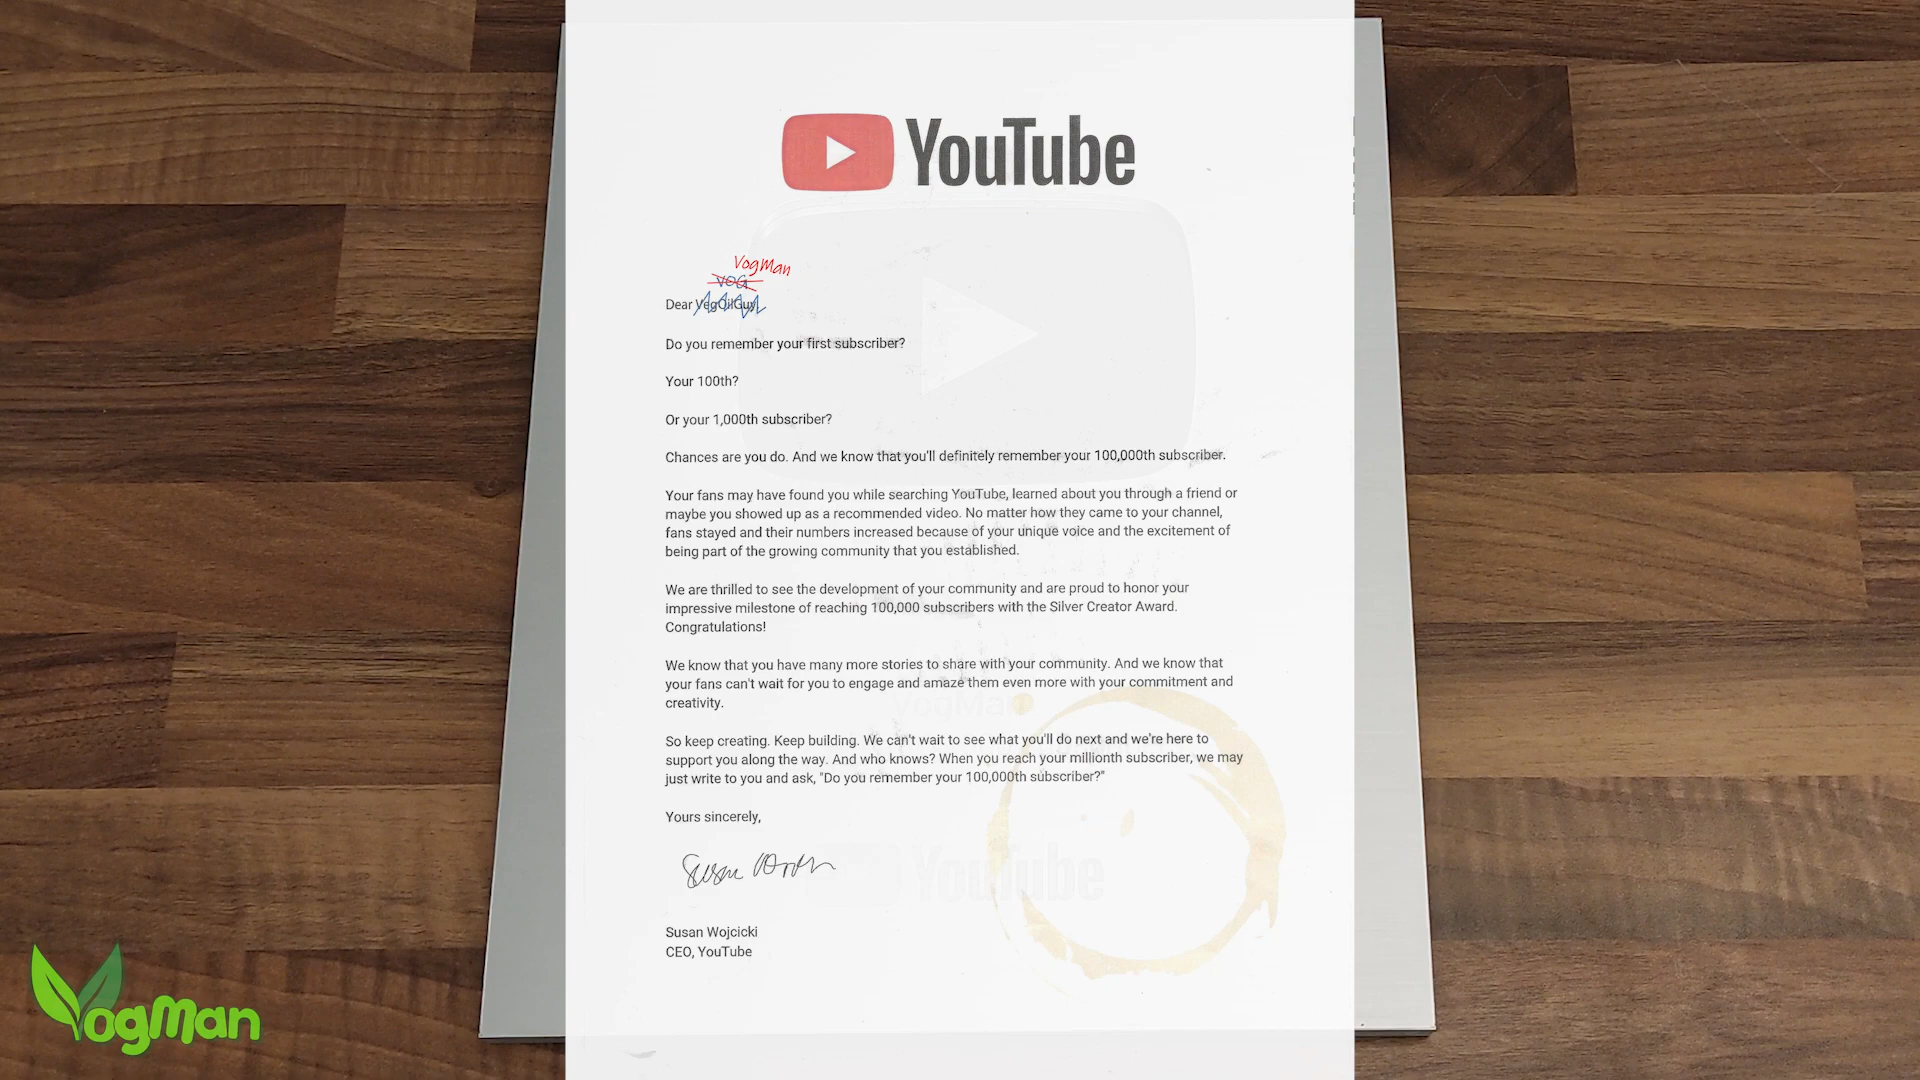 YouTube
VogMan
VOG
Dear VegOilGuy,
Do you remember your first subscriber?
Your 100th?
Or your 1,000th subscriber?
Chances are you do. And we know that you'll definitely remember your 100,000th subscriber.
Your fans may have found you while searching YouTube, learned about you through a friend or
maybe you showed up as a recommended video. No matter how they came to your channel,
fans stayed and their numbers increased because of your unique voice and the excitement of
being part of the growing community that you established.
We are thrilled to see the development of your community and are proud to honor your
impressive milestone of reaching 100,000 subscribers with the Silver Creator Award.
Congratulations!
We know that you have many more stories to share with your community. And we know that
your fans can't wait for you to engage and amaze them even more with your commitment and
creativity.
VogMan
So keep creating. Keep building. We can't wait to see what you'll do next and we're here to
support you along the way. And who knows? When you reach your millionth subscriber, we may
just write to you and ask, "Do you remember your 100,000th subscriber?"
Yours sincerely,
YouTube
Susan Wojcicki
CEO, YouTube
VogMan